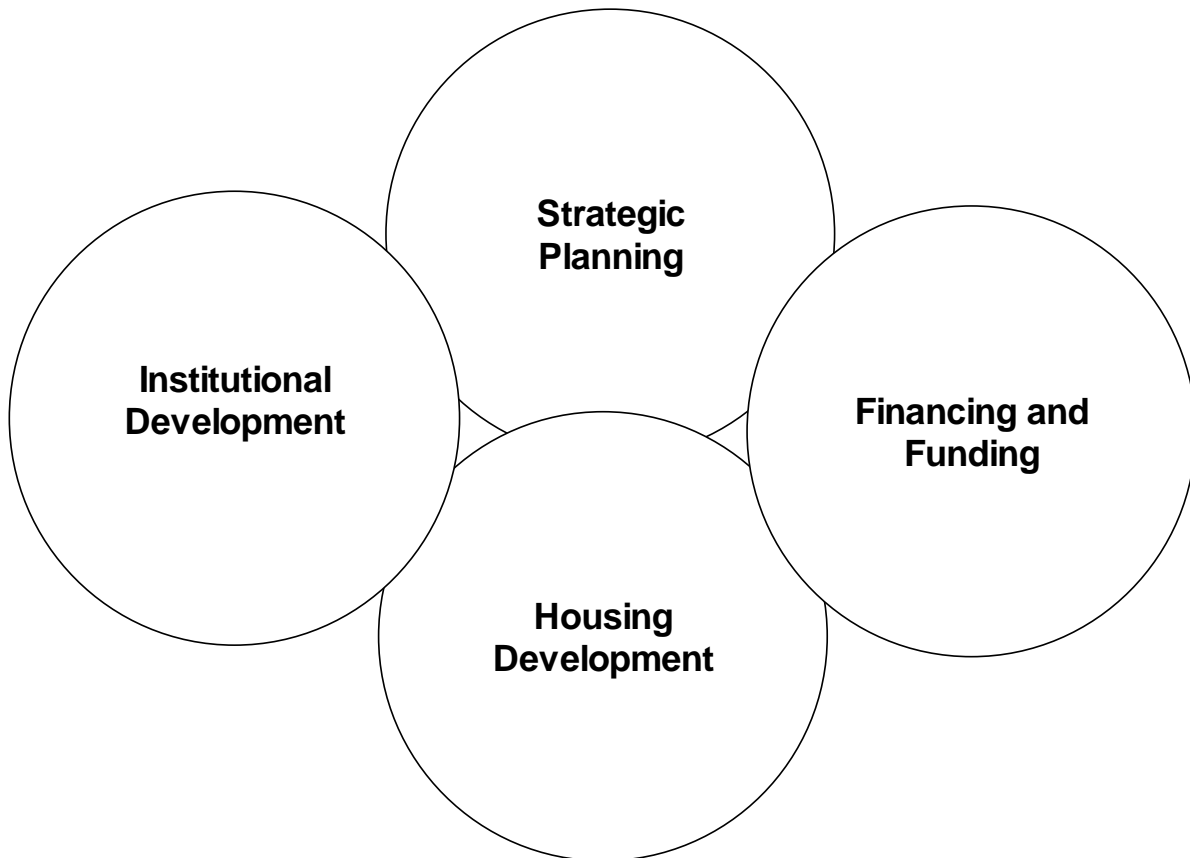 Strategic
Planning
Institutional
Development
Financing and
Funding
Housing
Development